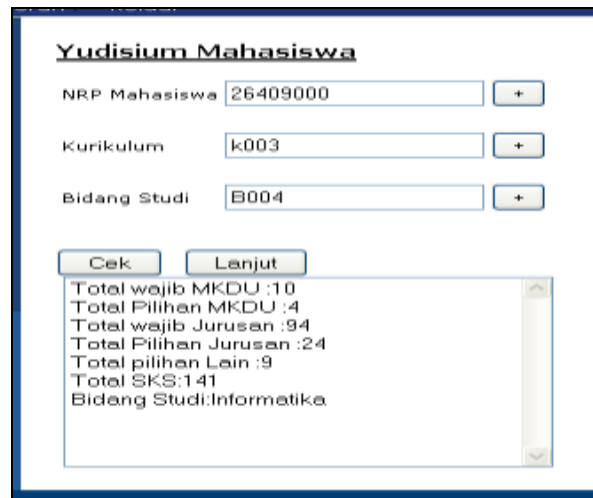 Yudisium Mahasiswa
NRP Mahasiswa 26409000 +
Kurikulum k003 +
Bidang Studi B004 +
Cek Lanjut
Total wajib MKDU :10
Total Pilihan MKDU :4
Total wajib Jurusan :94
Total Pilihan Jurusan :24
Total pilihan Lain :9
Total SKS:141
Bidang Studi:Informatika